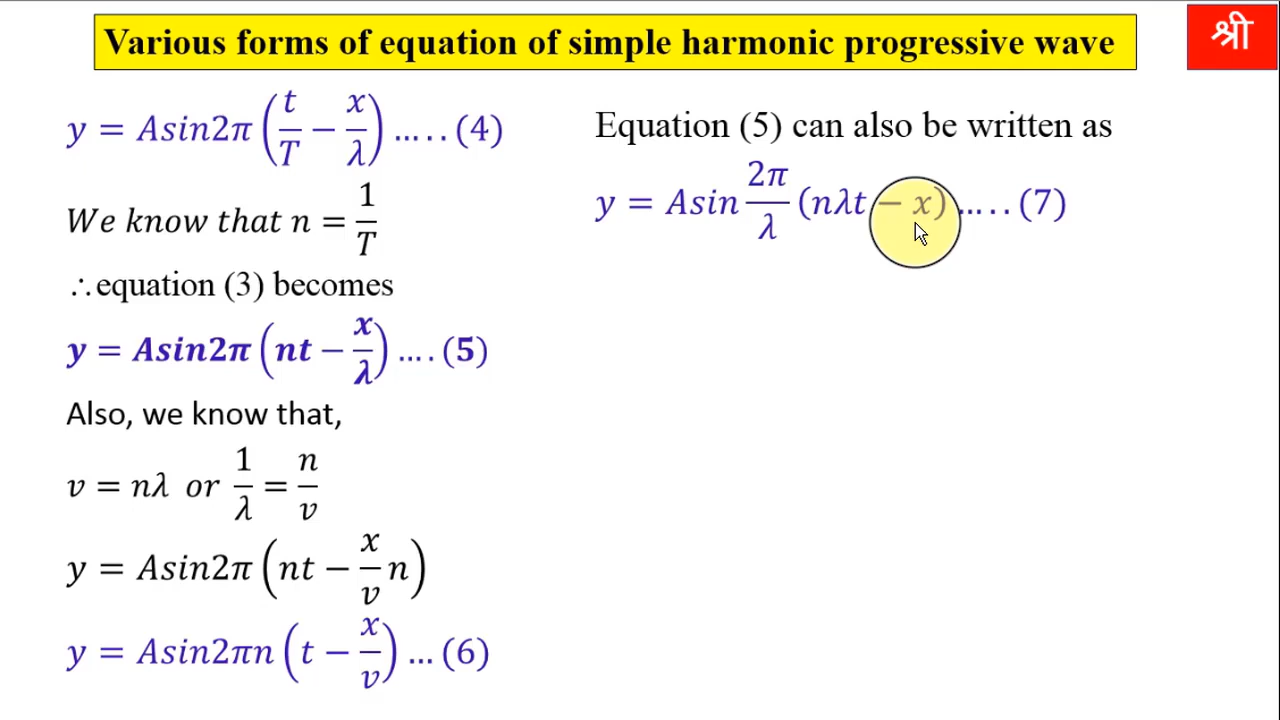 Various forms of equation of simple harmonic progressive wave
श्री
y = Asin2π (t/T − x/λ) ..... (4)
We know that n = 1/T
∴equation (3) becomes
y = Asin2π (nt − x/λ) .... (5)
Also, we know that,
v = nλ or 1/λ = n/v
y = Asin2π (nt − x/v n)
y = Asin2πn (t − x/v) ... (6)
Equation (5) can also be written as
y = Asin 2π/λ (nλt − x) ..... (7)